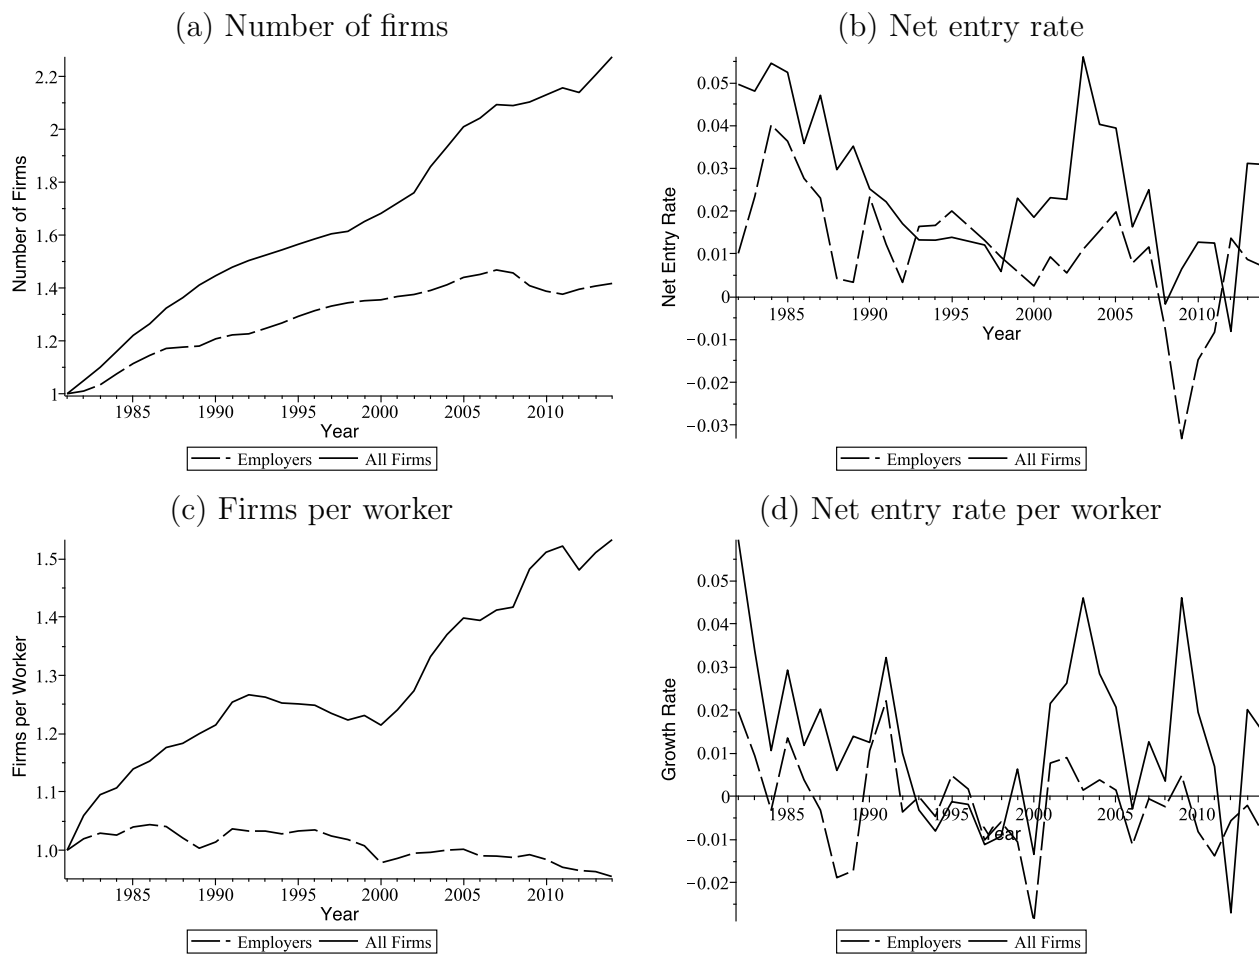 (a) Number of firms
2.2
2
1.8
1.6
1.4
1.2
1
Number of Firms
1985 1990 1995 2000 2005 2010
Year
Employers All Firms
(b) Net entry rate
0.05
0.04
0.03
0.02
0.01
0
−0.01
−0.02
−0.03
Net Entry Rate
1985 1990 1995 2000 2005 2010
Year
Employers All Firms
(c) Firms per worker
1.5
1.4
1.3
1.2
1.1
1.0
Firms per Worker
1985 1990 1995 2000 2005 2010
Year
Employers All Firms
(d) Net entry rate per worker
0.05
0.04
0.03
0.02
0.01
0
−0.01
−0.02
Growth Rate
1985 1990 1995 2000 2005 2010
Year
Employers All Firms